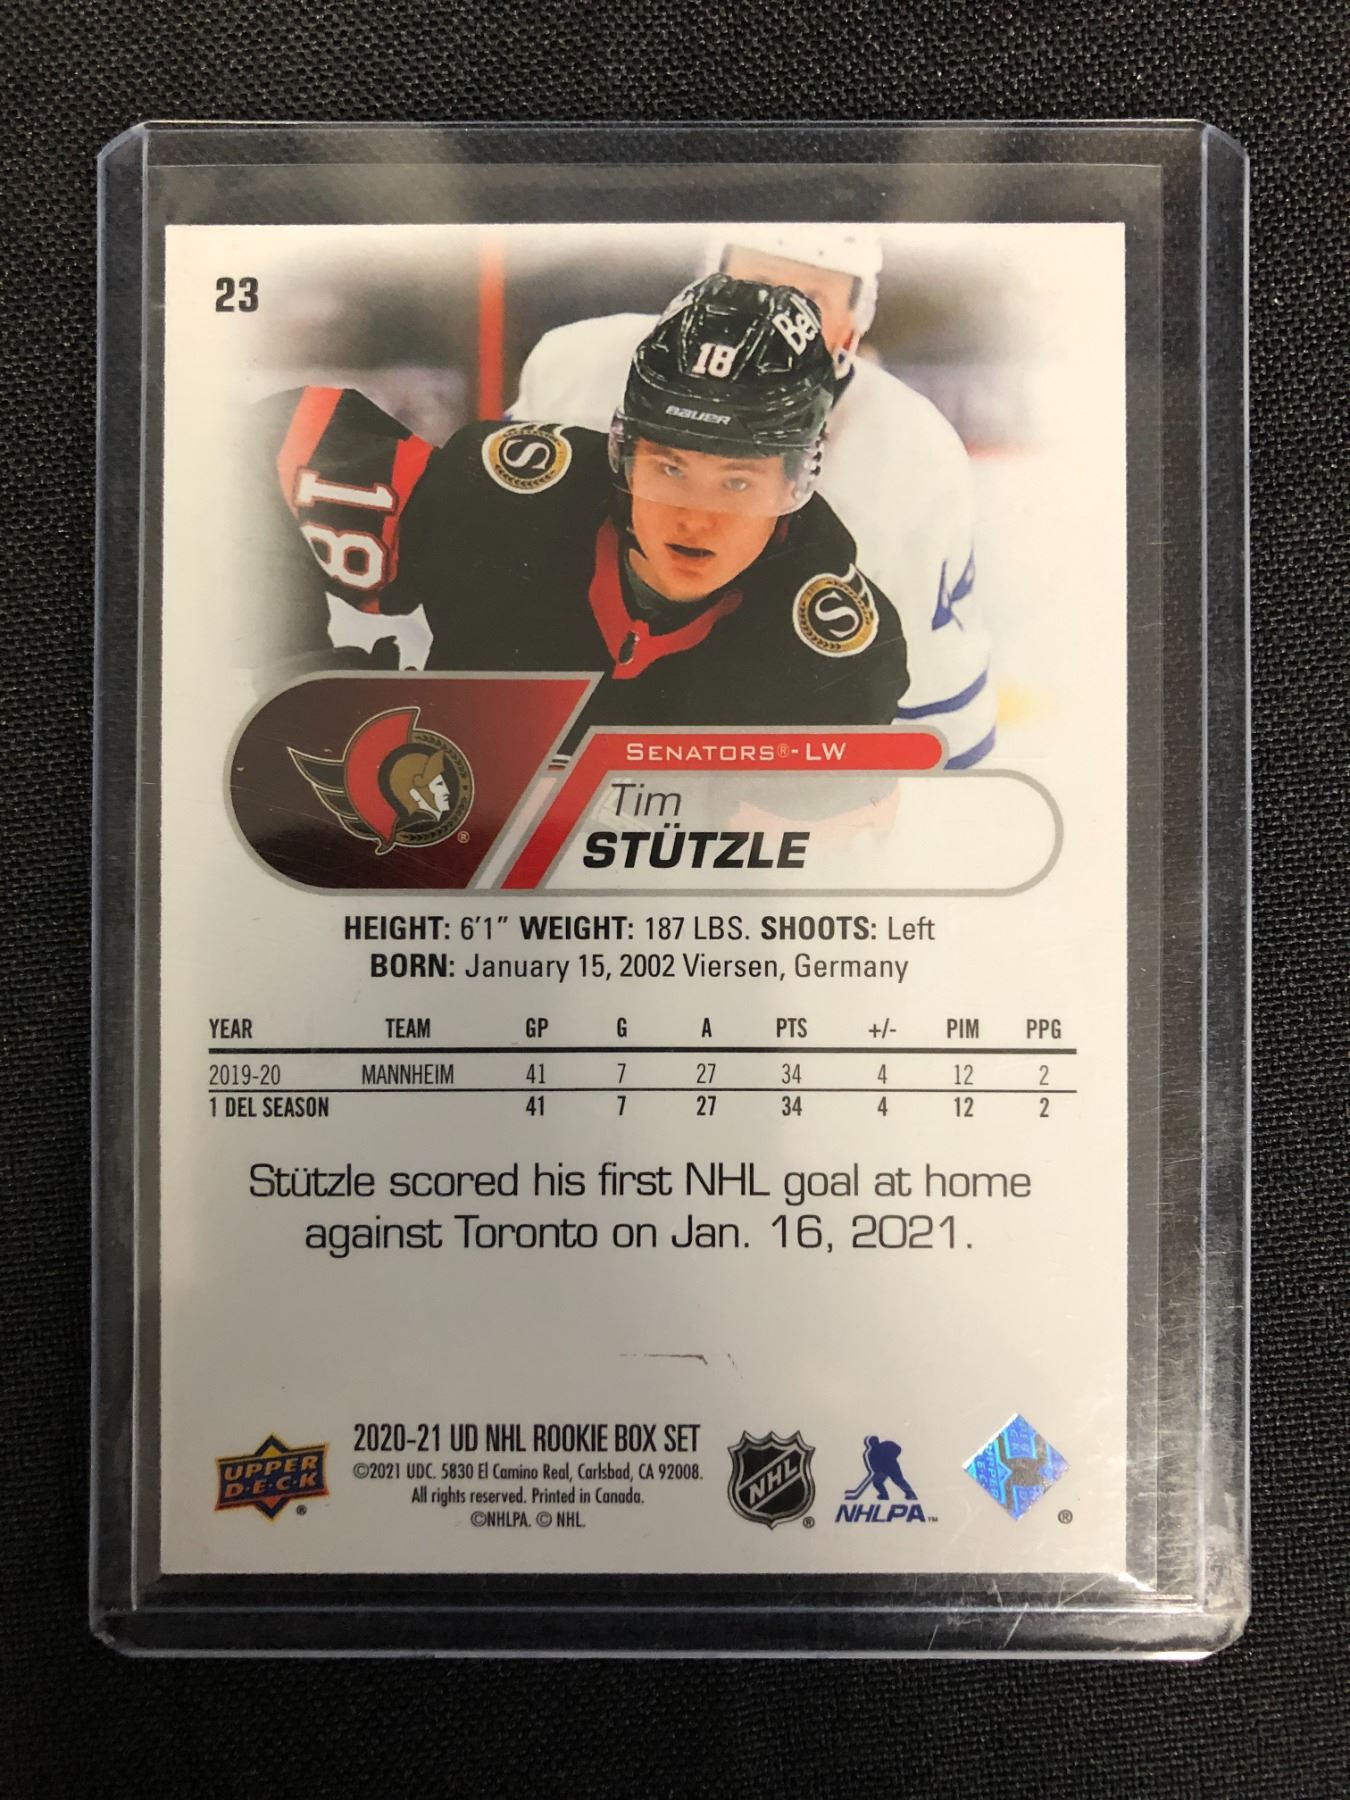 23
Bell
18
BAUER
18
SENATORS®-LW
Tim
STÜTZLE
®
HEIGHT: 6'1" WEIGHT: 187 LBS. SHOOTS: Left
BORN: January 15, 2002 Viersen, Germany
YEAR TEAM GP G A PTS +/- PIM PPG
2019-20 MANNHEIM 41 7 27 34 4 12 2
1 DEL SEASON 41 7 27 34 4 12 2
Stützle scored his first NHL goal at home
against Toronto on Jan. 16, 2021.
UPPER
D·E·C·K
®
2020-21 UD NHL ROOKIE BOX SET
©2021 UDC. 5830 El Camino Real, Carlsbad, CA 92008.
All rights reserved. Printed in Canada.
©NHLPA. © NHL.
NHL
®
NHLPA™
®